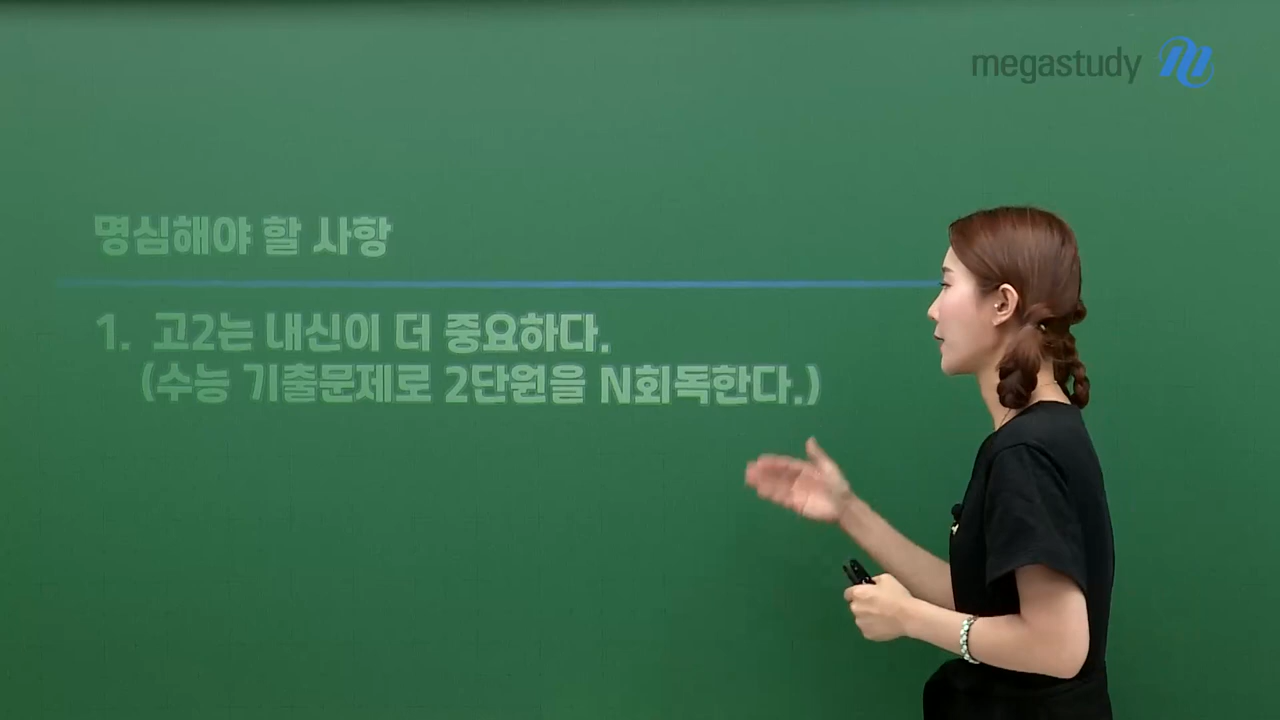 megastudy
명심해야 할 사항
1. 고2는 내신이 더 중요하다.
(수능 기출문제로 2단원을 N회독한다.)